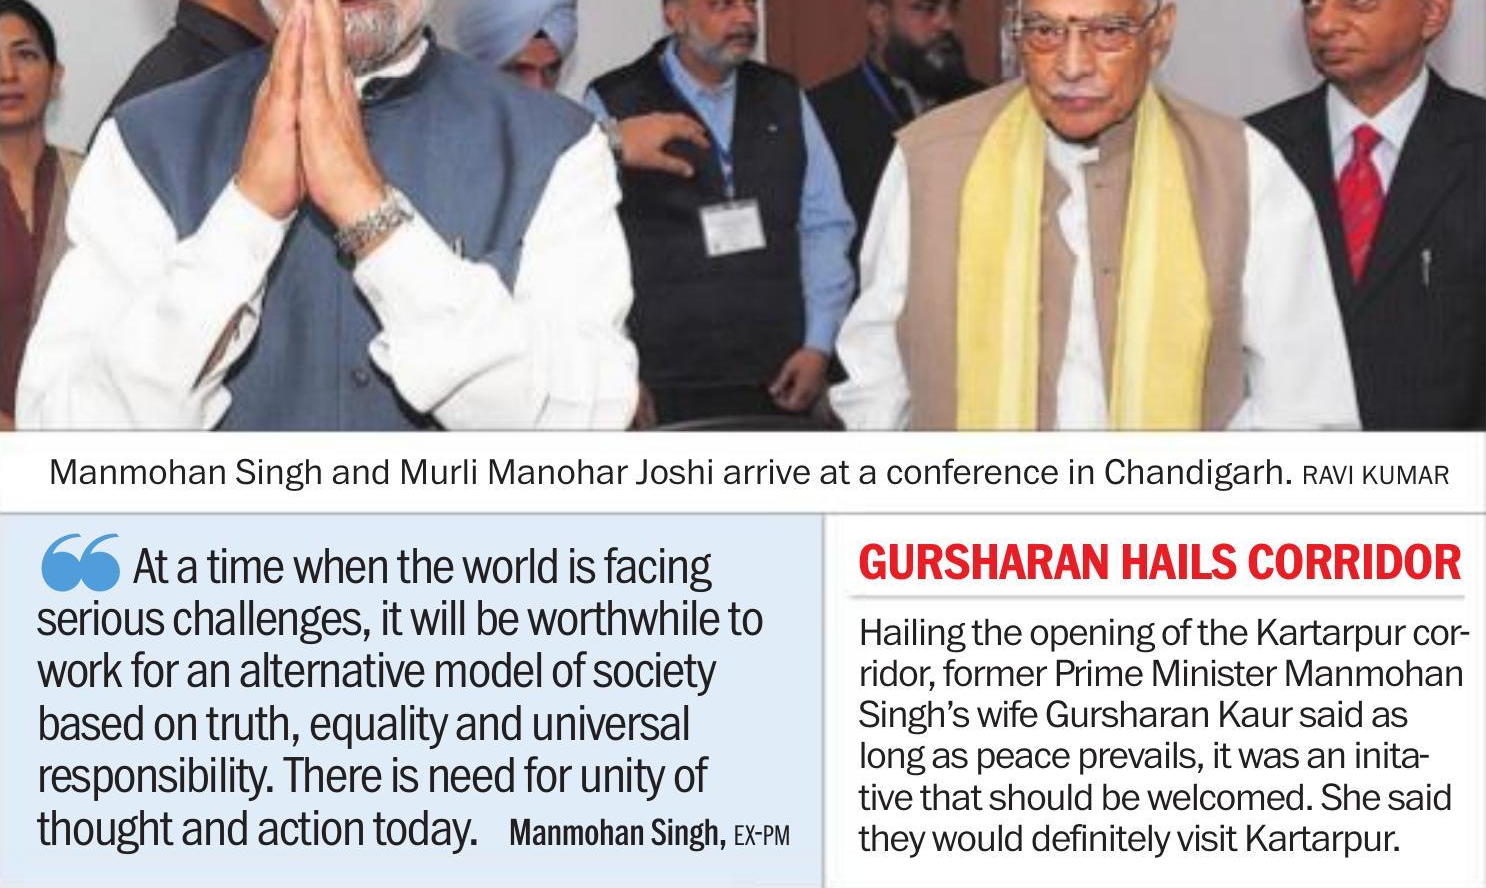 Manmohan Singh and Murli Manohar Joshi arrive at a conference in Chandigarh. RAVI KUMAR
❝ At a time when the world is facing
serious challenges, it will be worthwhile to
work for an alternative model of society
based on truth, equality and universal
responsibility. There is need for unity of
thought and action today. Manmohan Singh, EX-PM
GURSHARAN HAILS CORRIDOR
Hailing the opening of the Kartarpur cor-
ridor, former Prime Minister Manmohan
Singh’s wife Gursharan Kaur said as
long as peace prevails, it was an inita-
tive that should be welcomed. She said
they would definitely visit Kartarpur.